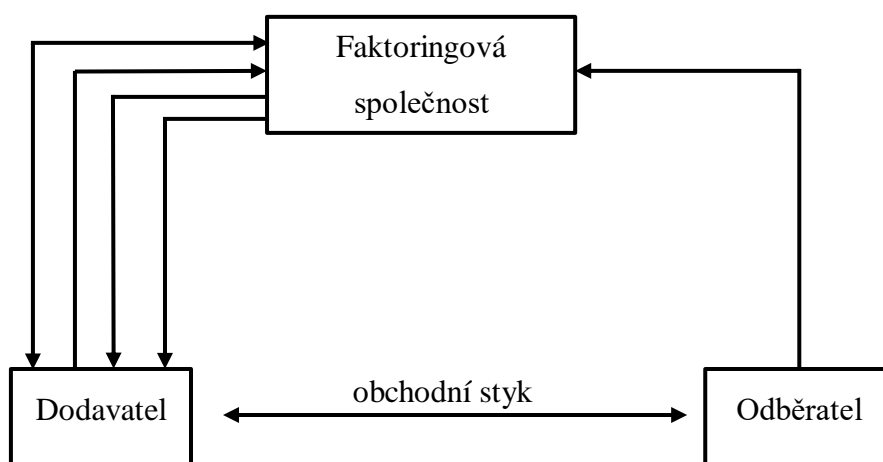 Faktoringová
společnost
obchodní styk
Dodavatel
Odběratel